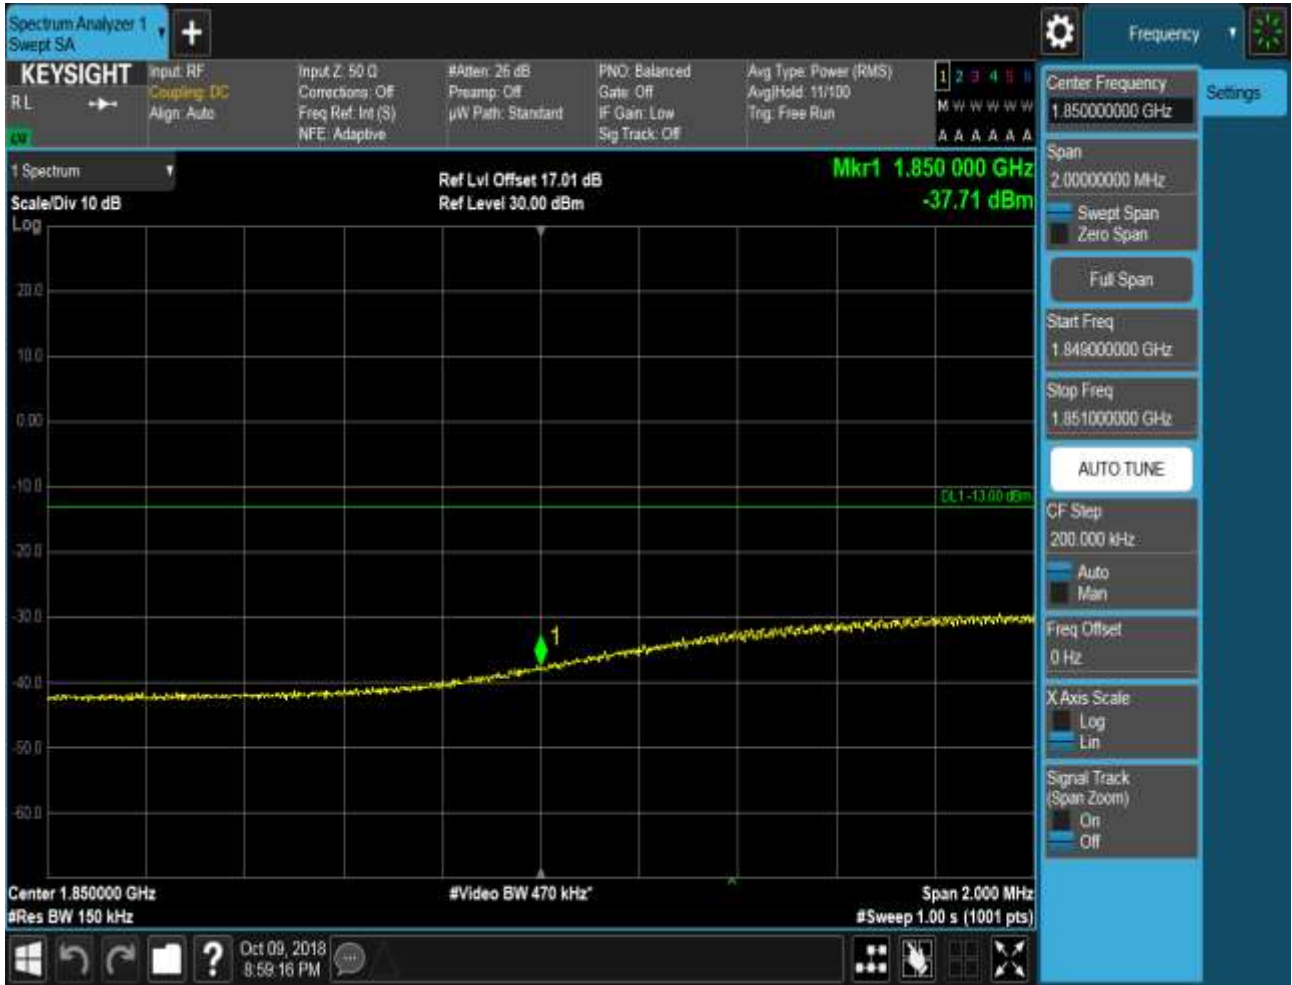 Spectrum Analyzer 1
Swept SA
+
Frequency
KEYSIGHT
Input: RF
Input Z: 50 Ω
#Atten: 26 dB
PNO: Balanced
Avg Type: Power (RMS)
1 2 3 4 5 6
R L
Coupling: DC
Corrections: Off
Preamp: Off
Gate: Off
Avg|Hold: 11/100
M W W W W W
Align: Auto
Freq Ref: Int (S)
µW Path: Standard
IF Gain: Low
Trig: Free Run
NFE: Adaptive
Sig Track: Off
A A A A A A
1 Spectrum
Scale/Div 10 dB
Ref Lvl Offset 17.01 dB
Ref Level 30.00 dBm
Mkr1 1.850 000 GHz
-37.71 dBm
Log
20.0
10.0
0.00
-10.0
DL1 -13.00 dBm
-20.0
-30.0
1
-40.0
-50.0
-60.0
Center 1.850000 GHz
#Video BW 470 kHz*
Span 2.000 MHz
#Res BW 150 kHz
#Sweep 1.00 s (1001 pts)
?
Oct 09, 2018
8:59:16 PM
Center Frequency
1.850000000 GHz
Settings
Span
2.00000000 MHz
Swept Span
Zero Span
Full Span
Start Freq
1.849000000 GHz
Stop Freq
1.851000000 GHz
AUTO TUNE
CF Step
200.000 kHz
Auto
Man
Freq Offset
0 Hz
X Axis Scale
Log
Lin
Signal Track
(Span Zoom)
On
Off